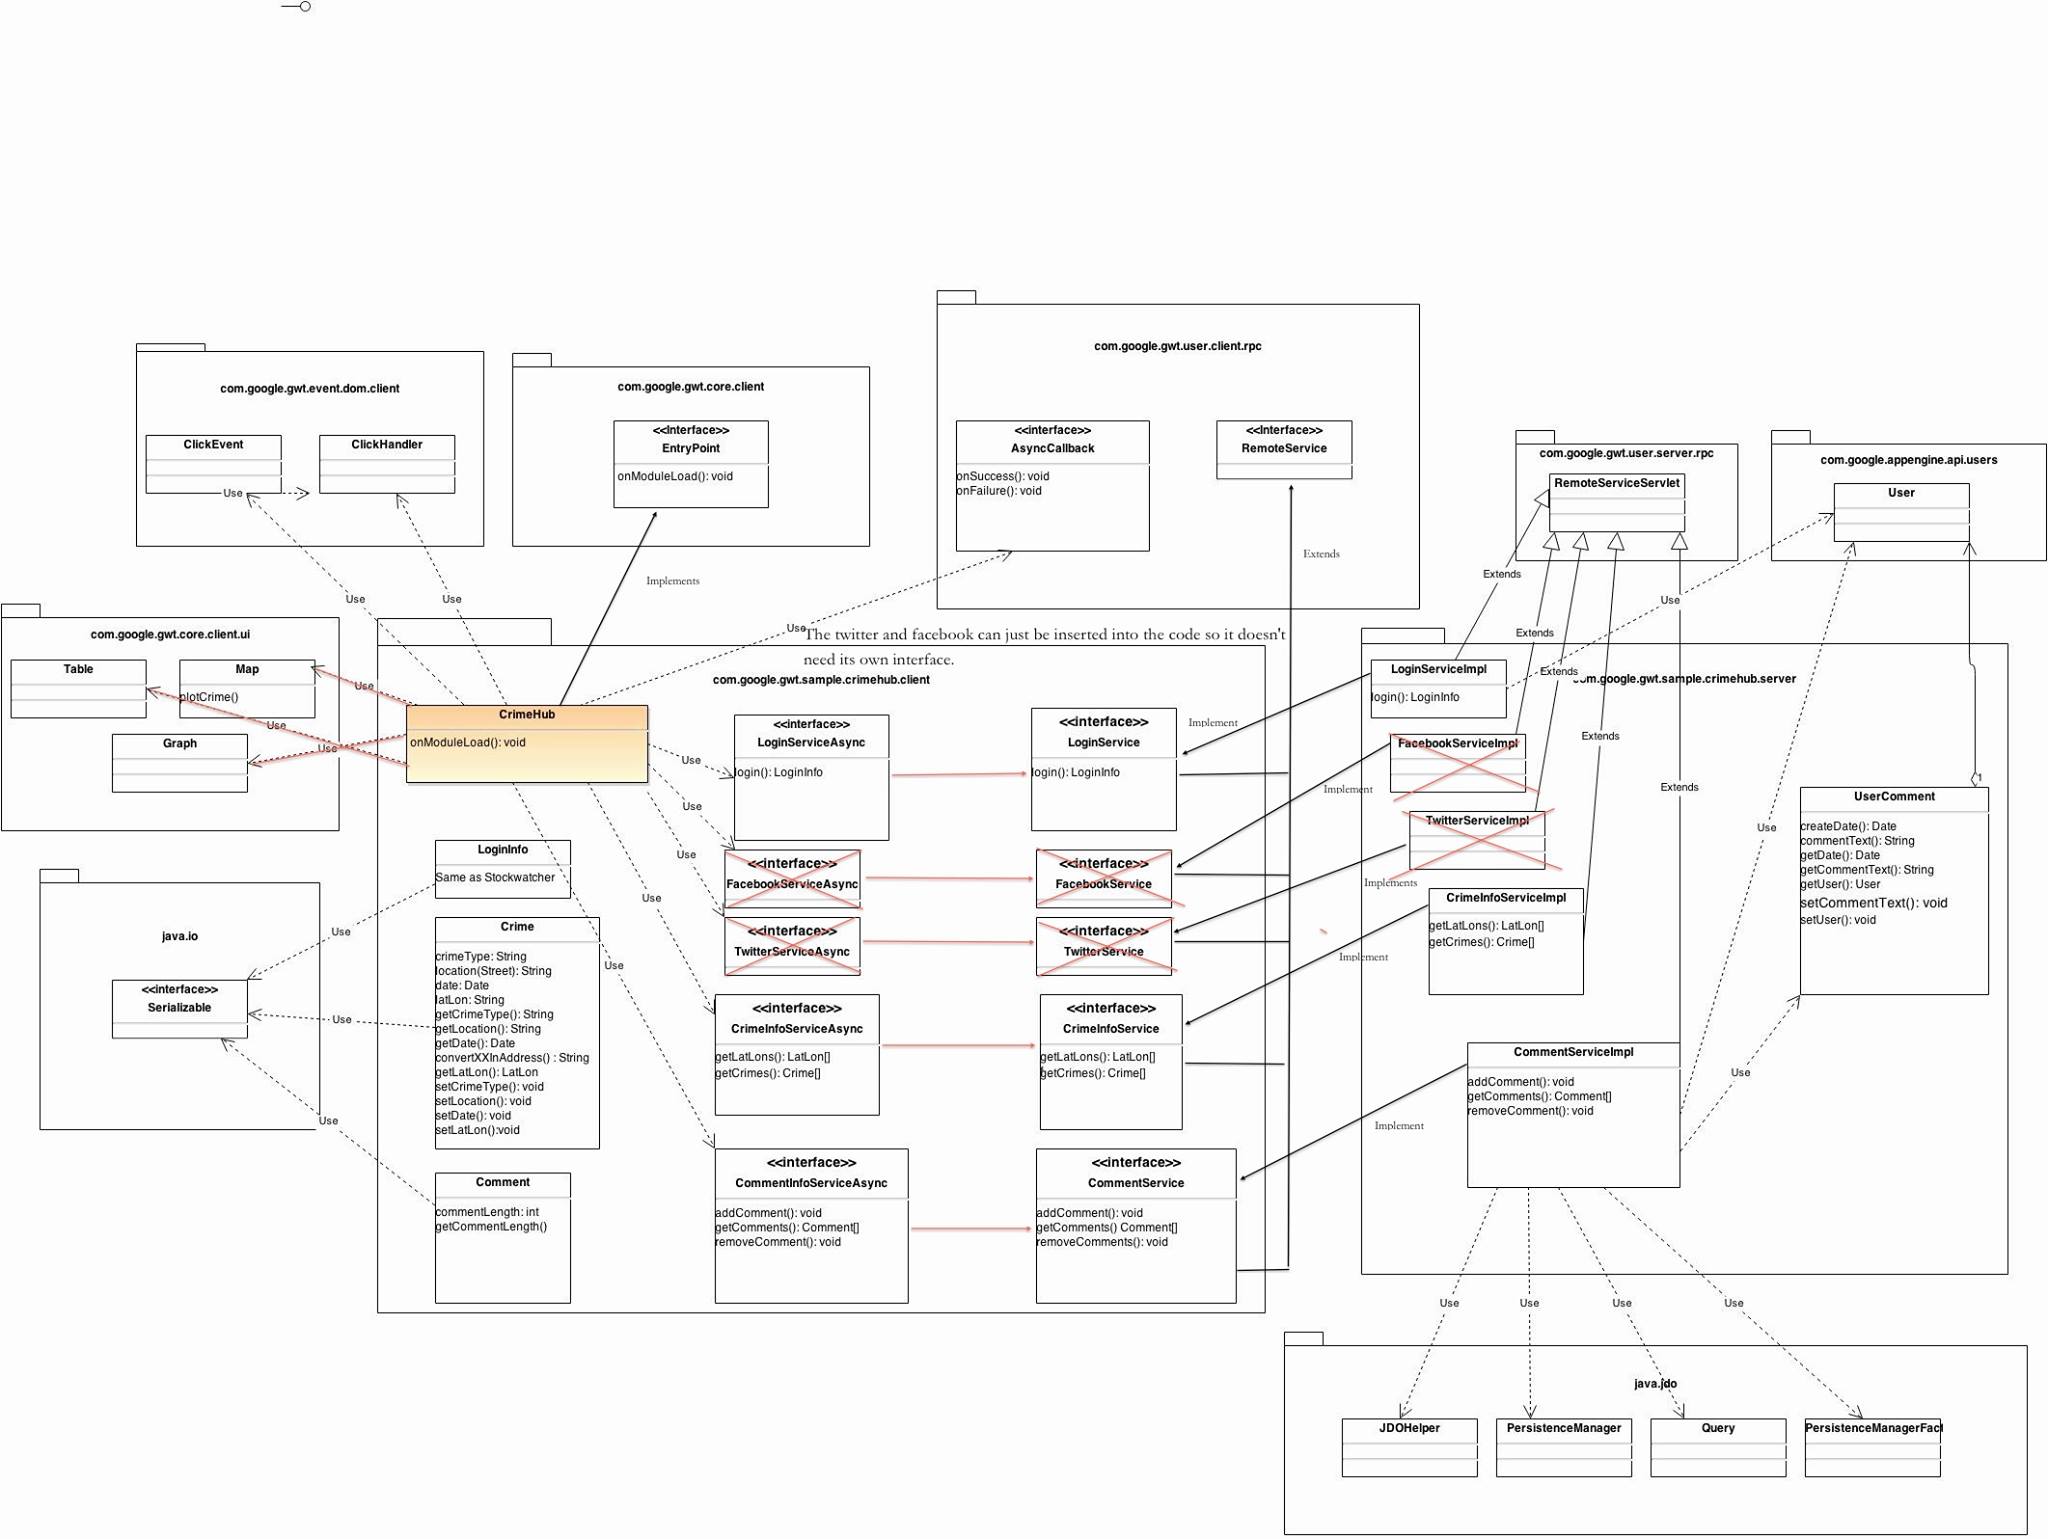 com.google.gwt.user.client.rpc
<<interface>>
AsyncCallback
onSuccess(): void
onFailure(): void
<<Interface>>
RemoteService
com.google.gwt.event.dom.client
ClickEvent
ClickHandler
Use
com.google.gwt.core.client
<<Interface>>
EntryPoint
onModuleLoad(): void
com.google.gwt.user.server.rpc
RemoteServiceServlet
com.google.appengine.api.users
User
Implements
Extends
Use
Use
Use
Extends
Extends
Extends
Extends
Extends
Use
com.google.gwt.core.client.ui
Table
Map
plotCrime()
Graph
Use
Use
Use
The twitter and facebook can just be inserted into the code so it doesn't
need its own interface.
com.google.gwt.sample.crimehub.client
CrimeHub
onModuleLoad(): void
<<interface>>
LoginServiceAsync
login(): LoginInfo
<<interface>>
LoginService
login(): LoginInfo
Use
Use
Use
Use
Use
<<interface>>
FacebookServiceAsync
<<interface>>
FacebookService
<<interface>>
TwitterServiceAsync
<<interface>>
TwitterService
<<interface>>
CrimeInfoServiceAsync
getLatLons(): LatLon[]
getCrimes(): Crime[]
<<interface>>
CrimeInfoService
getLatLons(): LatLon[]
getCrimes(): Crime[]
<<interface>>
CommentInfoServiceAsync
addComment(): void
getComments(): Comment[]
removeComment(): void
<<interface>>
CommentService
addComment(): void
getComments() Comment[]
removeComments(): void
LoginInfo
Same as Stockwatcher
Crime
crimeType: String
location(Street): String
date: Date
latLon: String
getCrimeType(): String
getLocation(): String
getDate(): Date
convertXXInAddress() : String
getLatLon(): LatLon
setCrimeType(): void
setLocation(): void
setDate(): void
setLatLon():void
Comment
commentLength: int
getCommentLength()
java.io
<<interface>>
Serializable
Use
Use
Use
com.google.gwt.sample.crimehub.server
LoginServiceImpl
login(): LoginInfo
FacebookServiceImpl
TwitterServiceImpl
CrimeInfoServiceImpl
getLatLons(): LatLon[]
getCrimes(): Crime[]
CommentServiceImpl
addComment(): void
getComments(): Comment[]
removeComment(): void
Implement
Implement
Implements
Implement
Implement
1
UserComment
createDate(): Date
commentText(): String
getDate(): Date
getCommentText(): String
getUser(): User
setCommentText(): void
setUser(): void
Use
Use
Use
Use
Use
Use
java.jdo
JDOHelper
PersistenceManager
Query
PersistenceManagerFact